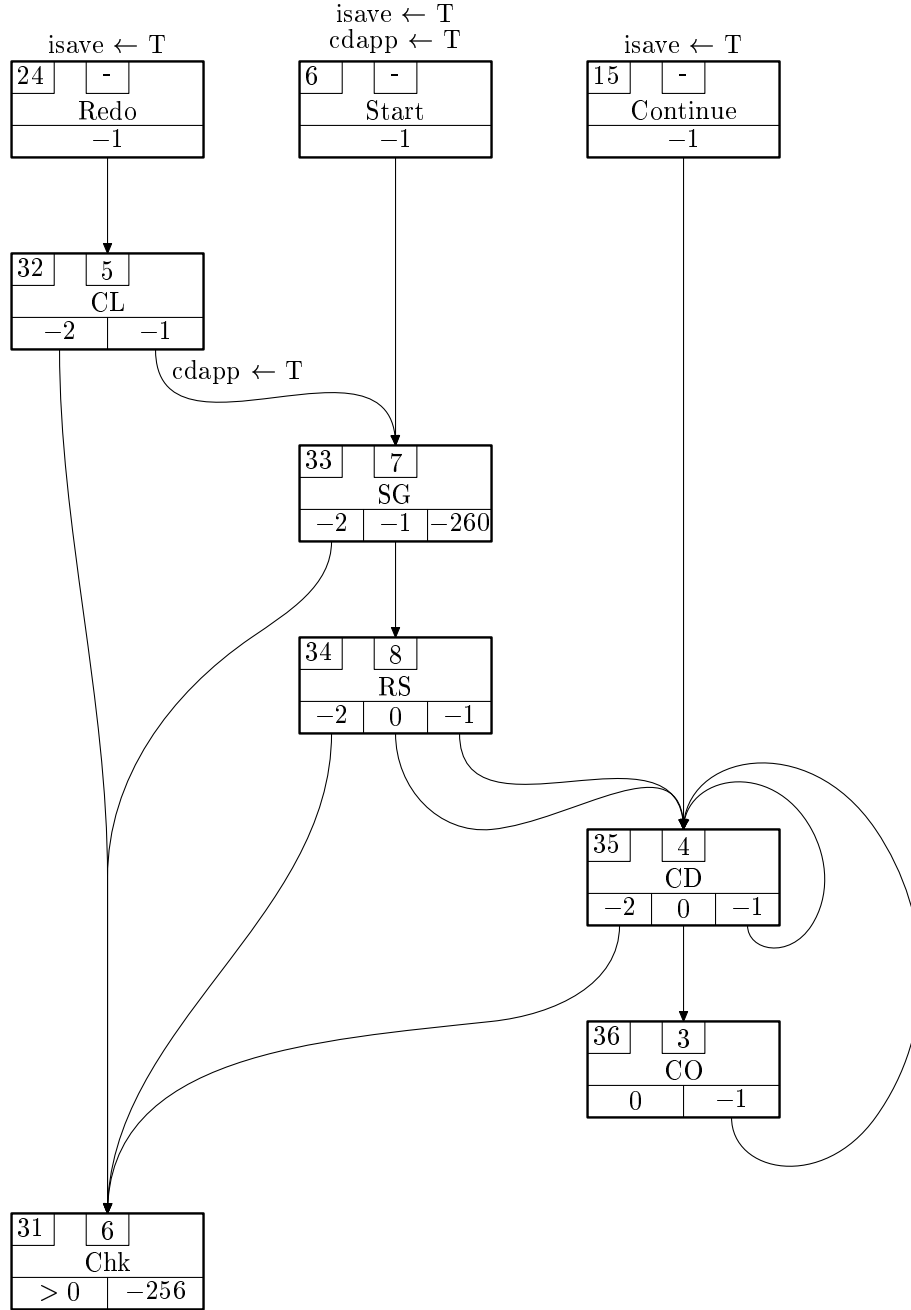 isave ← T
cdapp ← T
isave ← T
isave ← T
24 -
Redo
−1
6 -
Start
−1
15 -
Continue
−1
32 5
CL
−2 −1
cdapp ← T
33 7
SG
−2 −1 −260
34 8
RS
−2 0 −1
35 4
CD
−2 0 −1
36 3
CO
0 −1
31 6
Chk
> 0 −256